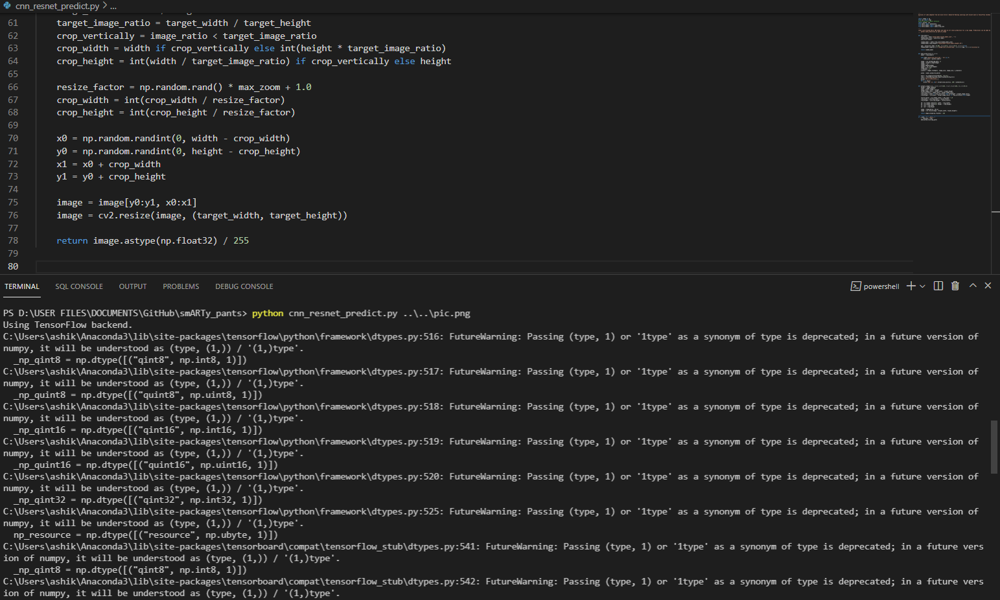 cnn_resnet_predict.py > ...
61 target_image_ratio = target_width / target_height
62 crop_vertically = image_ratio < target_image_ratio
63 crop_width = width if crop_vertically else int(height * target_image_ratio)
64 crop_height = int(width / target_image_ratio) if crop_vertically else height
65
66 resize_factor = np.random.rand() * max_zoom + 1.0
67 crop_width = int(crop_width / resize_factor)
68 crop_height = int(crop_height / resize_factor)
69
70 x0 = np.random.randint(0, width - crop_width)
71 y0 = np.random.randint(0, height - crop_height)
72 x1 = x0 + crop_width
73 y1 = y0 + crop_height
74
75 image = image[y0:y1, x0:x1]
76 image = cv2.resize(image, (target_width, target_height))
77
78 return image.astype(np.float32) / 255
79
80
TERMINAL SQL CONSOLE OUTPUT PROBLEMS DEBUG CONSOLE powershell
PS D:\USER FILES\DOCUMENTS\GitHub\smARTy_pants> python cnn_resnet_predict.py ..\..\pic.png
Using TensorFlow backend.
C:\Users\ashik\Anaconda3\lib\site-packages\tensorflow\python\framework\dtypes.py:516: FutureWarning: Passing (type, 1) or '1type' as a synonym of type is deprecated; in a future version of
numpy, it will be understood as (type, (1,)) / '(1,)type'.
  _np_qint8 = np.dtype([("qint8", np.int8, 1)])
C:\Users\ashik\Anaconda3\lib\site-packages\tensorflow\python\framework\dtypes.py:517: FutureWarning: Passing (type, 1) or '1type' as a synonym of type is deprecated; in a future version of
numpy, it will be understood as (type, (1,)) / '(1,)type'.
  _np_quint8 = np.dtype([("quint8", np.uint8, 1)])
C:\Users\ashik\Anaconda3\lib\site-packages\tensorflow\python\framework\dtypes.py:518: FutureWarning: Passing (type, 1) or '1type' as a synonym of type is deprecated; in a future version of
numpy, it will be understood as (type, (1,)) / '(1,)type'.
  _np_qint16 = np.dtype([("qint16", np.int16, 1)])
C:\Users\ashik\Anaconda3\lib\site-packages\tensorflow\python\framework\dtypes.py:519: FutureWarning: Passing (type, 1) or '1type' as a synonym of type is deprecated; in a future version of
numpy, it will be understood as (type, (1,)) / '(1,)type'.
  _np_quint16 = np.dtype([("quint16", np.uint16, 1)])
C:\Users\ashik\Anaconda3\lib\site-packages\tensorflow\python\framework\dtypes.py:520: FutureWarning: Passing (type, 1) or '1type' as a synonym of type is deprecated; in a future version of
numpy, it will be understood as (type, (1,)) / '(1,)type'.
  _np_qint32 = np.dtype([("qint32", np.int32, 1)])
C:\Users\ashik\Anaconda3\lib\site-packages\tensorflow\python\framework\dtypes.py:525: FutureWarning: Passing (type, 1) or '1type' as a synonym of type is deprecated; in a future version of
numpy, it will be understood as (type, (1,)) / '(1,)type'.
  np_resource = np.dtype([("resource", np.ubyte, 1)])
C:\Users\ashik\Anaconda3\lib\site-packages\tensorboard\compat\tensorflow_stub\dtypes.py:541: FutureWarning: Passing (type, 1) or '1type' as a synonym of type is deprecated; in a future vers
ion of numpy, it will be understood as (type, (1,)) / '(1,)type'.
  _np_qint8 = np.dtype([("qint8", np.int8, 1)])
C:\Users\ashik\Anaconda3\lib\site-packages\tensorboard\compat\tensorflow_stub\dtypes.py:542: FutureWarning: Passing (type, 1) or '1type' as a synonym of type is deprecated; in a future vers
ion of numpy, it will be understood as (type, (1,)) / '(1,)type'.